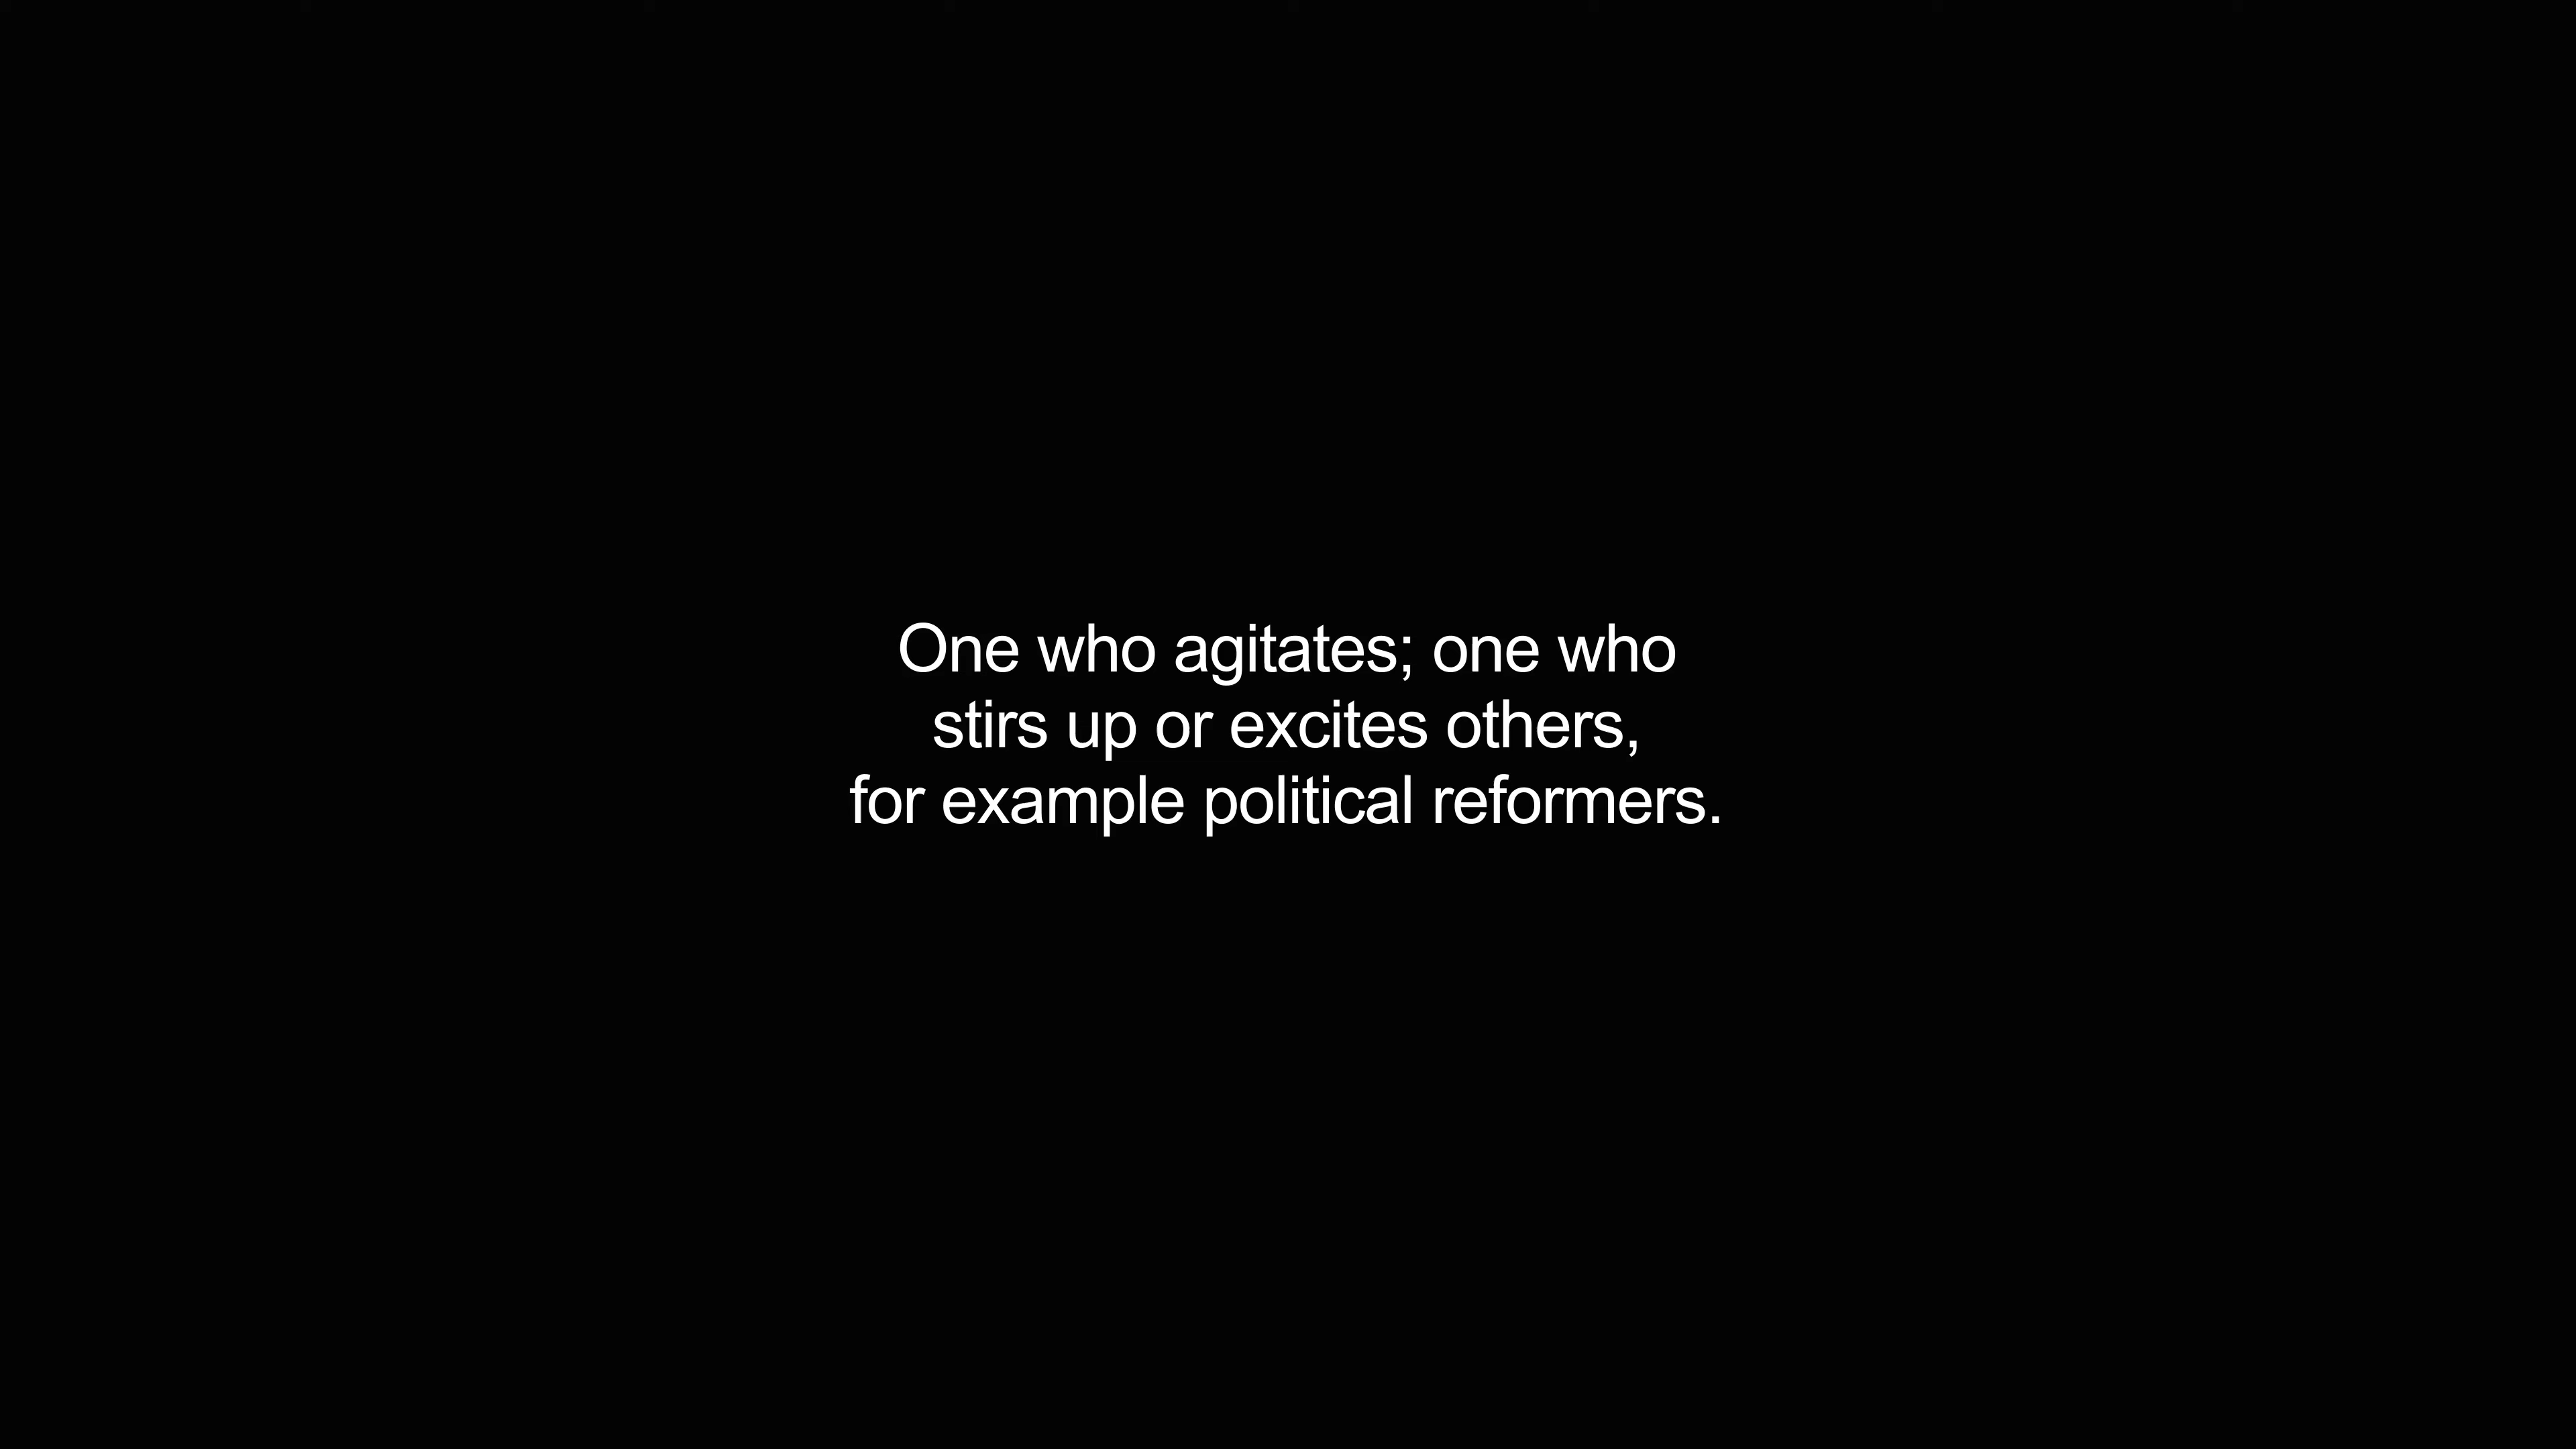 One who agitates; one who
stirs up or excites others,
for example political reformers.